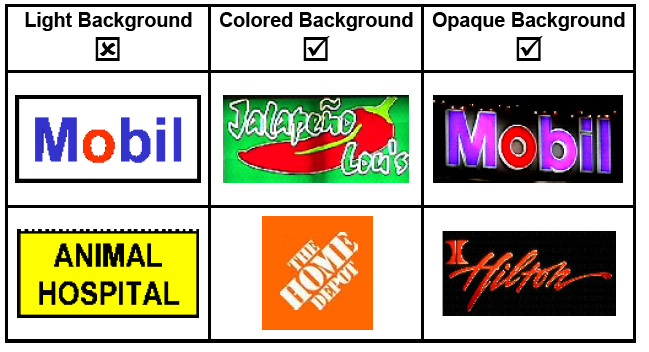 Light Background
Colored Background
Opaque Background
Mobil
Jalapeño
Lou's
Mobil
ANIMAL
HOSPITAL
THE
HOME
DEPOT
Hilton